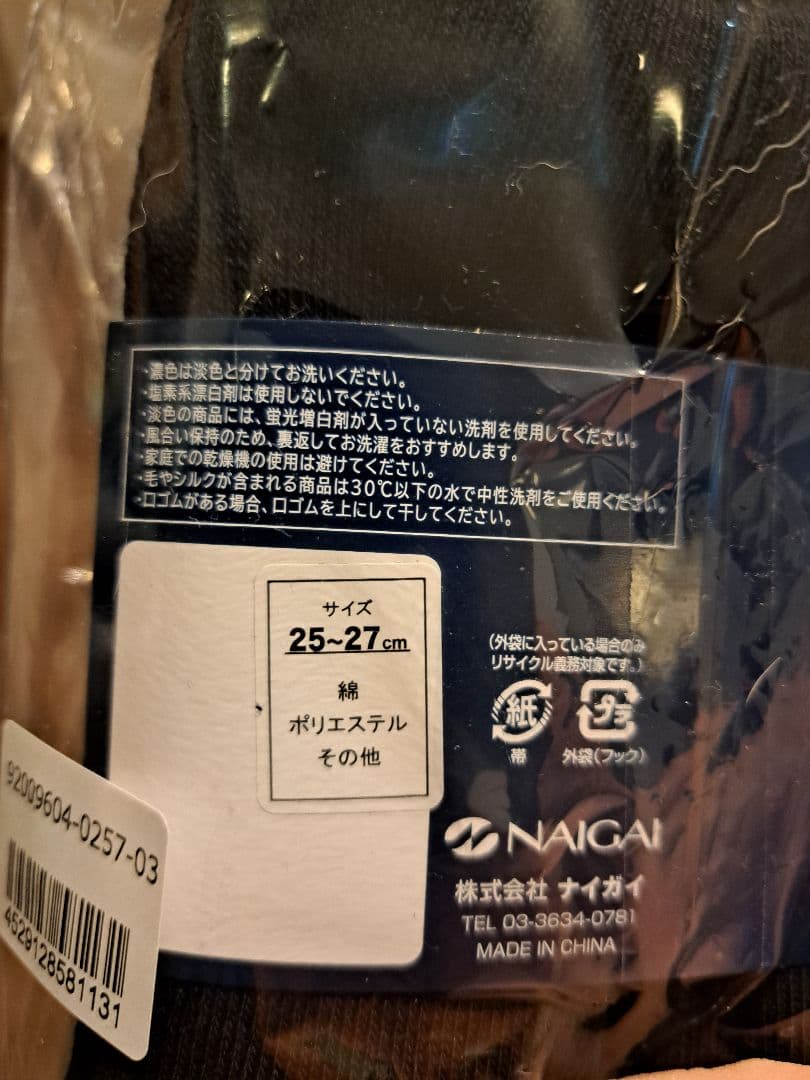 ・濃色は淡色と分けてお洗いください。
・塩素系漂白剤は使用しないでください。
・淡色の商品には、蛍光増白剤が入っていない洗剤を使用してください。
・風合い保持のため、裏返してお洗濯をおすすめします。
・家庭での乾燥機の使用は避けてください。
・毛やシルクが含まれる商品は30℃以下の水で中性洗剤をご使用ください。
・口ゴムがある場合、口ゴムを上にして干してください。
サイズ
25~27cm
綿
ポリエステル
その他
(外袋に入っている場合のみ
リサイクル義務対象です。)
紙
プラ
帯
外袋(フック)
NAIGAI
株式会社 ナイガイ
TEL 03-3634-0781
MADE IN CHINA
92009604-0257-03
4529128581131